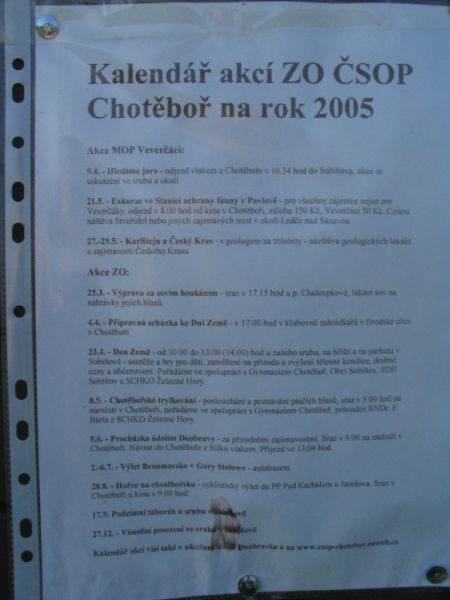 Kalendář akcí ZO ČSOP
Chotěboř na rok 2005
Akce MOP Veverčáci:
9.4. - Hledáme jaro - odjezd vlakem z Chotěboře v 10.34 hod do Sobíňova, akce se
uskuteční ve srubu a okolí
21.5. - Exkurze ve Stanici ochrany fauny v Pavlově - pro všechny zájemce nejen pro
Veverčáky, odjezd v 8.00 hod od kina v Chotěboři, záloha 150 Kč, Veverčáci 50 Kč. Cestou
náštěva Stvořidel nebo jiných zajímavých míst v okolí Ledče nad Sázavou.
27.-29.5. - Karlštejn a Český Kras - s geologem za trilobity - návštěva geologických lokalit
a zajímavostí Českého Krasu
Akce ZO:
25.3. - Výprava za sovím houkáním - sraz v 17.15 hod u p. Chaloupkové, lákání sov na
nahrávky jejich hlasů.
4.4. - Přípravná schůzka ke Dni Země - v 17.00 hod v klubovně zahrádkářů v Brodské ulici
v Chotěboři
23.4. - Den Země - od 10.00 do 13.00 (14.00) hod u našeho srubu, na hřišti a na parketu v
Sobíňově - soutěže a hry pro děti, zaměřené na přírodu a zvýšení tělesné kondice, drobné
ceny a občerstvení. Pořádáme ve spolupráci s Gymnáziem Chotěboř, Obcí Sobíňov, SDH
Sobíňov a SCHKO Železné Hory.
8.5. - Chotěbořské trylkování - poslouchání a poznávání ptačích hlasů, sraz v 5.00 hod na
náměstí v Chotěboři, pořádáme ve spolupráci s Gymnáziem Chotěboř, průvodce RNDr. F.
Bárta z SCHKO Železné Hory.
5.6. - Procházka údolím Doubravy - za přírodními zajímavostmi. Sraz v 9.00 na nádraží v
Chotěboři. Návrat do Chotěboře z Bílku vlakem. Příjezd ve 13.04 hod.
2.-6.7. - Výlet Broumovsko + Góry Stolowe - autobusem
28.8. - Hořce na chotěbořsku - cyklistický výlet do PP Pod Kazbalem u Jarošova. Sraz v
Chotěboři u kina v 9.00 hod.
17.9. Podzimní táborák u srubu v
27.12. - Vánoční posezení ve srubu v
Kalendář akcí visí také v Doubravka a na www.csop-chotebor.euweb.cz